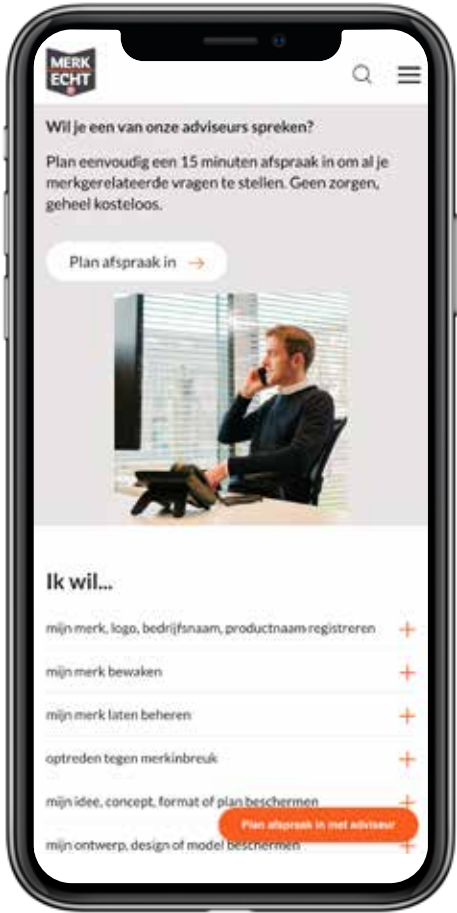 MERK
ECHT
Wil je een van onze adviseurs spreken?
Plan eenvoudig een 15 minuten afspraak in om al je
merkgerelateerde vragen te stellen. Geen zorgen,
geheel kosteloos.
Plan afspraak in →
Ik wil...
mijn merk, logo, bedrijfsnaam, productnaam registreren
mijn merk bewaken
mijn merk laten beheren
optreden tegen merkinbreuk
mijn idee, concept, format of plan beschermen
Plan afspraak in met adviseur
mijn ontwerp, design of model beschermen